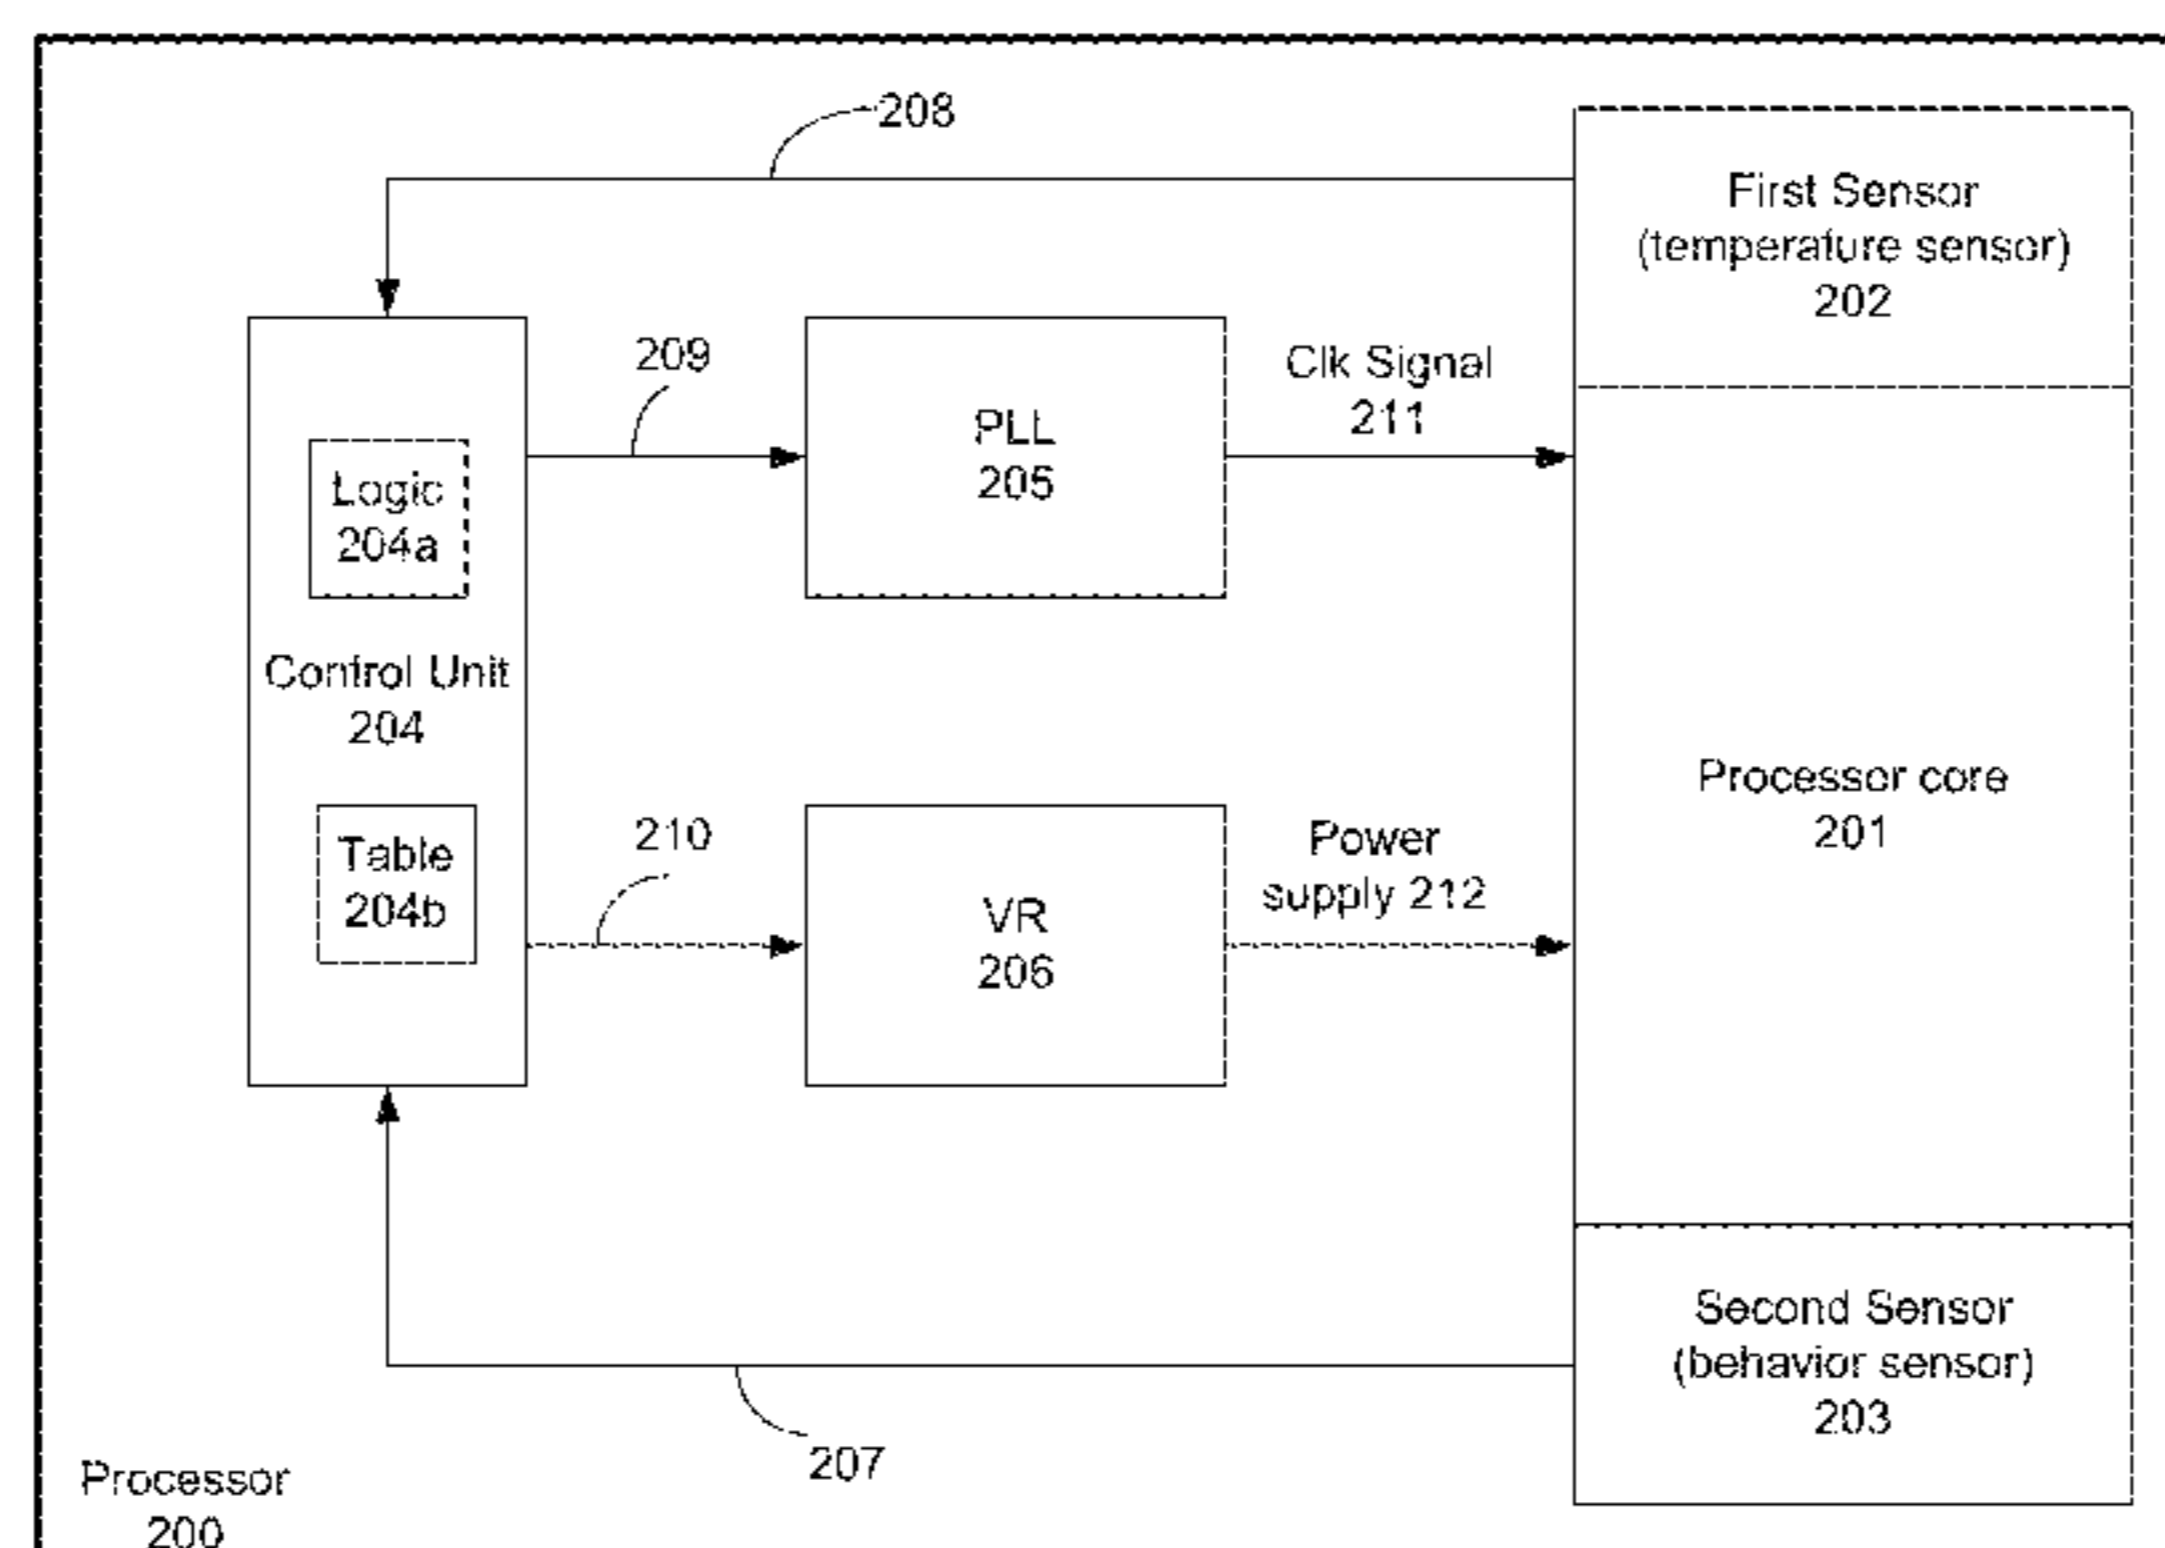 208
First Sensor
(temperature sensor)
202
209
Clk Signal
211
PLL
205
Logic
204a
Control Unit
204
Processor core
201
210
Power
supply 212
Table
204b
VR
206
Second Sensor
(behavior sensor)
203
207
Processor
200